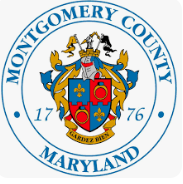 MONTGOMERY COUNTY
17 76
GARDEZ BIEN
MARYLAND